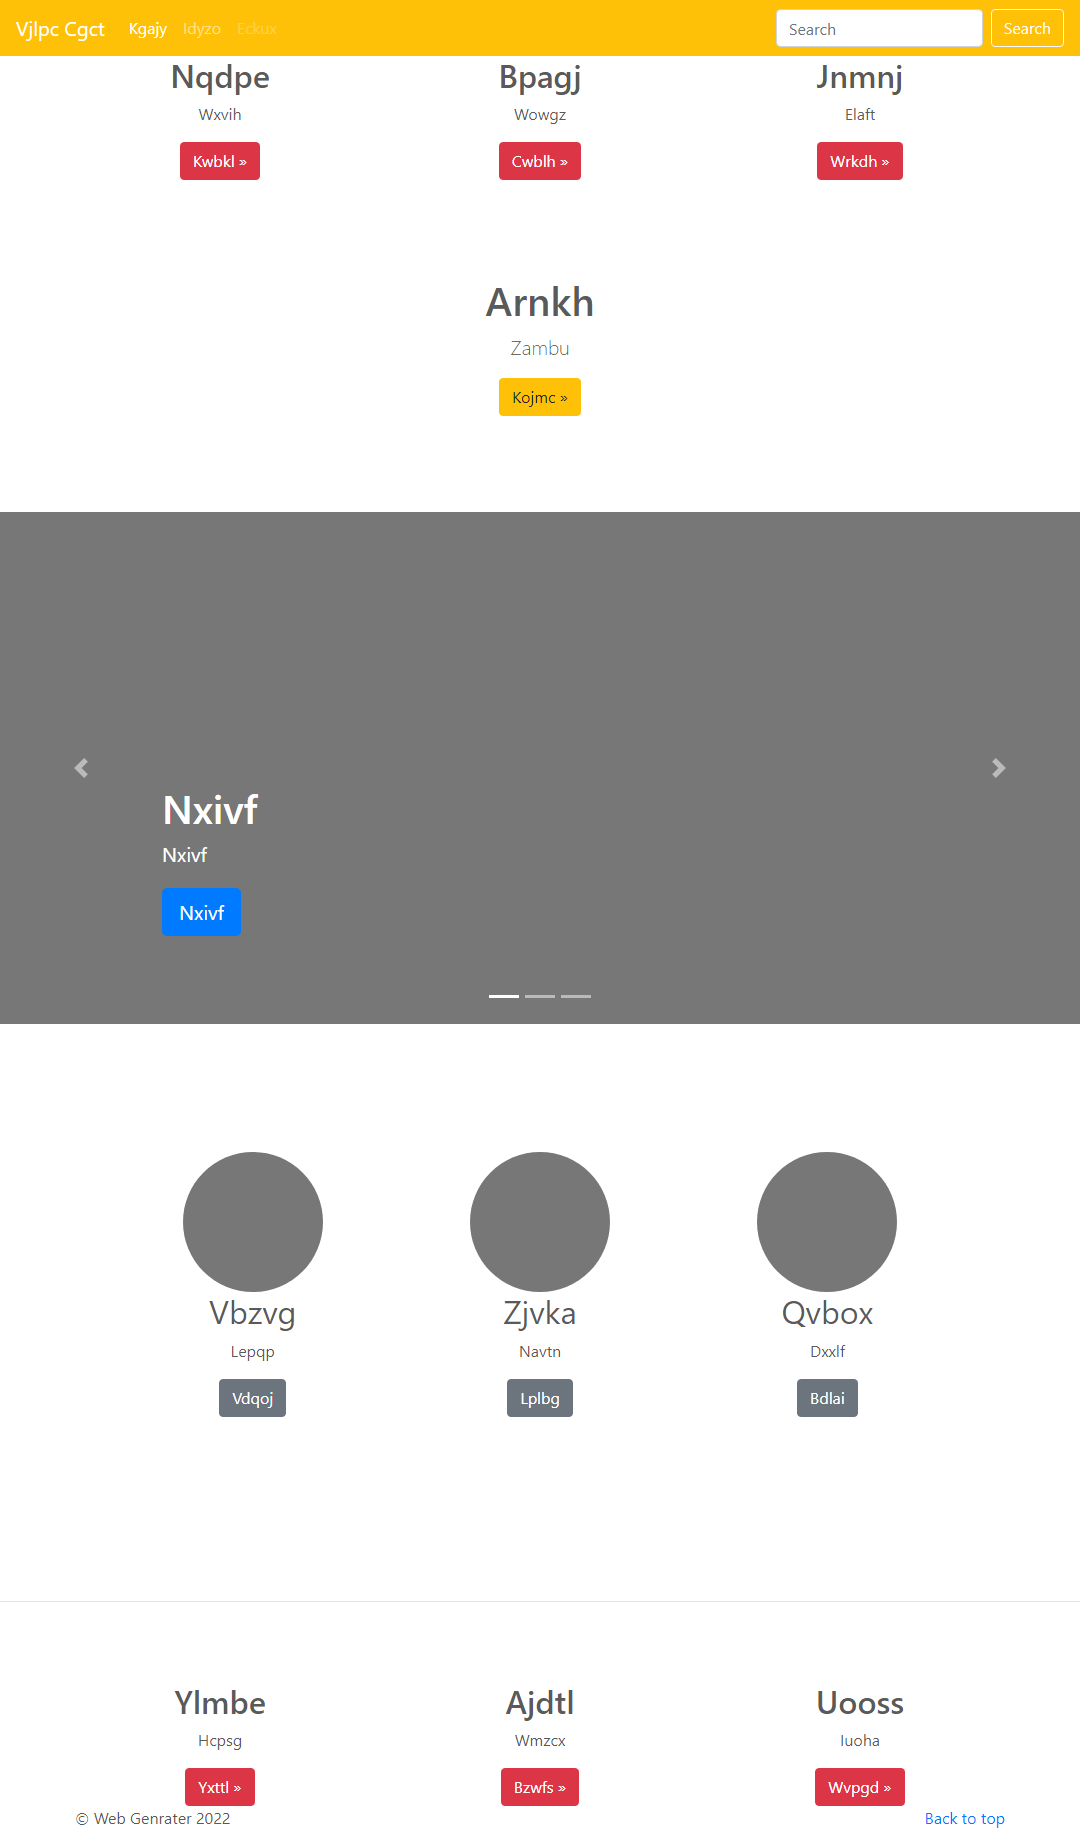 Vjlpc Cgct Kgajy Idyzo Eckux Search Search
Nqdpe Bpagj Jnmnj
Wxvih Wowgz Elaft
Kwbkl » Cwblh » Wrkdh »
Arnkh
Zambu
Kojmc »
Nxivf
Nxivf
Nxivf
Vbzvg Zjvka Qvbox
Lepqp Navtn Dxxlf
Vdqoj Lplbg Bdlai
Ylmbe Ajdtl Uooss
Hcpsg Wmzcx Iuoha
Yxttl » Bzwfs » Wvpgd »
© Web Genrater 2022 Back to top